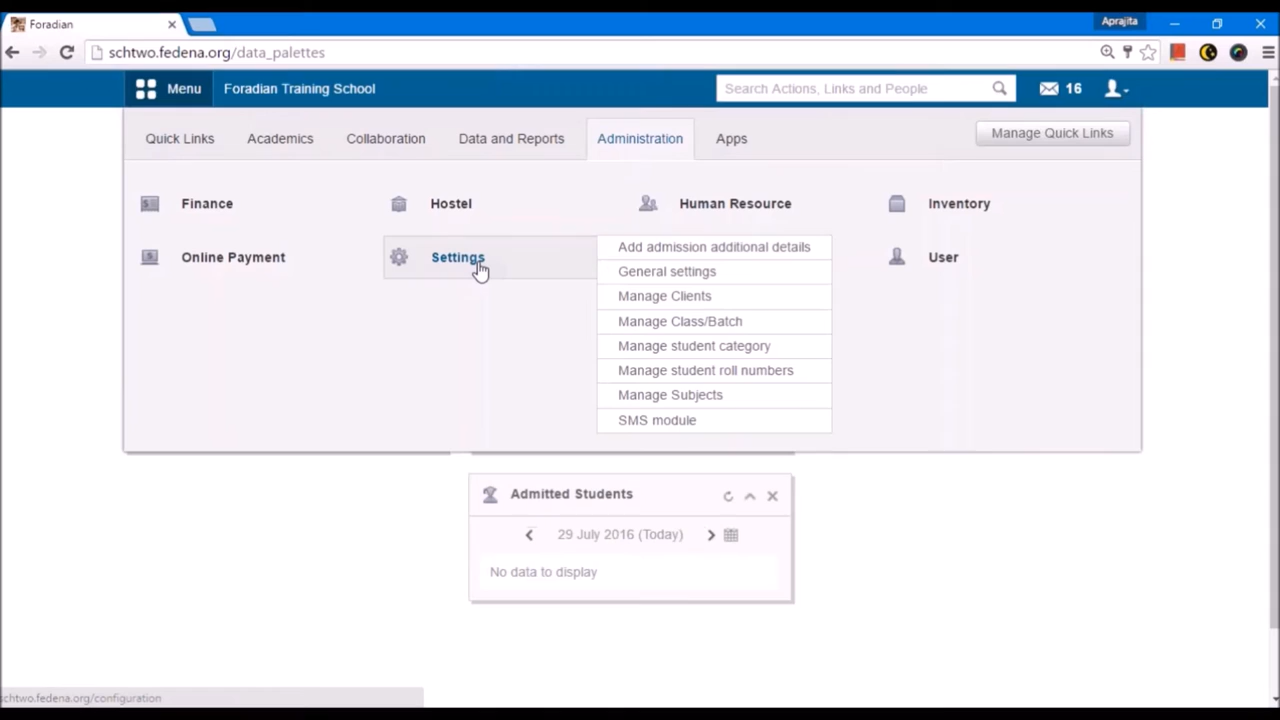 Foradian
Aprajita
schtwo.fedena.org/data_palettes
Menu
Foradian Training School
Search Actions, Links and People
16
Quick Links
Academics
Collaboration
Data and Reports
Administration
Apps
Manage Quick Links
Finance
Hostel
Human Resource
Inventory
Online Payment
Settings
User
Add admission additional details
General settings
Manage Clients
Manage Class/Batch
Manage student category
Manage student roll numbers
Manage Subjects
SMS module
Admitted Students
29 July 2016 (Today)
No data to display
schtwo.fedena.org/configuration